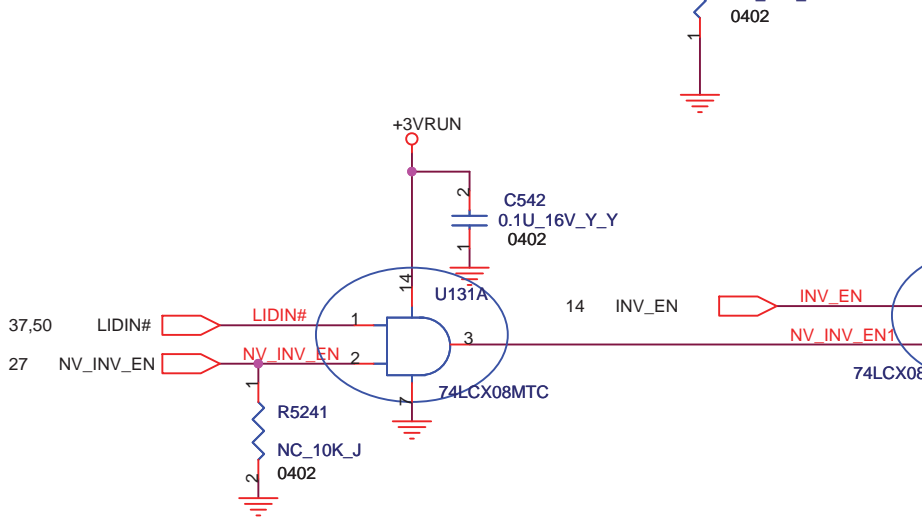 0402
1
+3VRUN
2
C542
0.1U_16V_Y_Y
0402
1
14
U131A
14
INV_EN
INV_EN
37,50
LIDIN#
LIDIN#
1
27
NV_INV_EN
NV_INV_EN
2
3
NV_INV_EN1
7
74LCX08MTC
74LCX08
1
R5241
NC_10K_J
0402
2